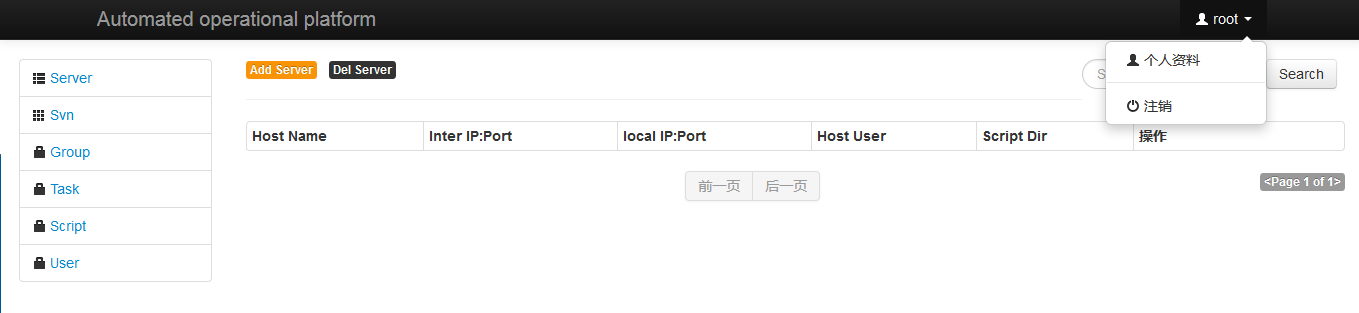 Automated operational platform
root
个人资料
注销
Server
Svn
Group
Task
Script
User
Add Server Del Server
S
Search
Host Name Inter IP:Port local IP:Port Host User Script Dir 操作
前一页 后一页
<Page 1 of 1>